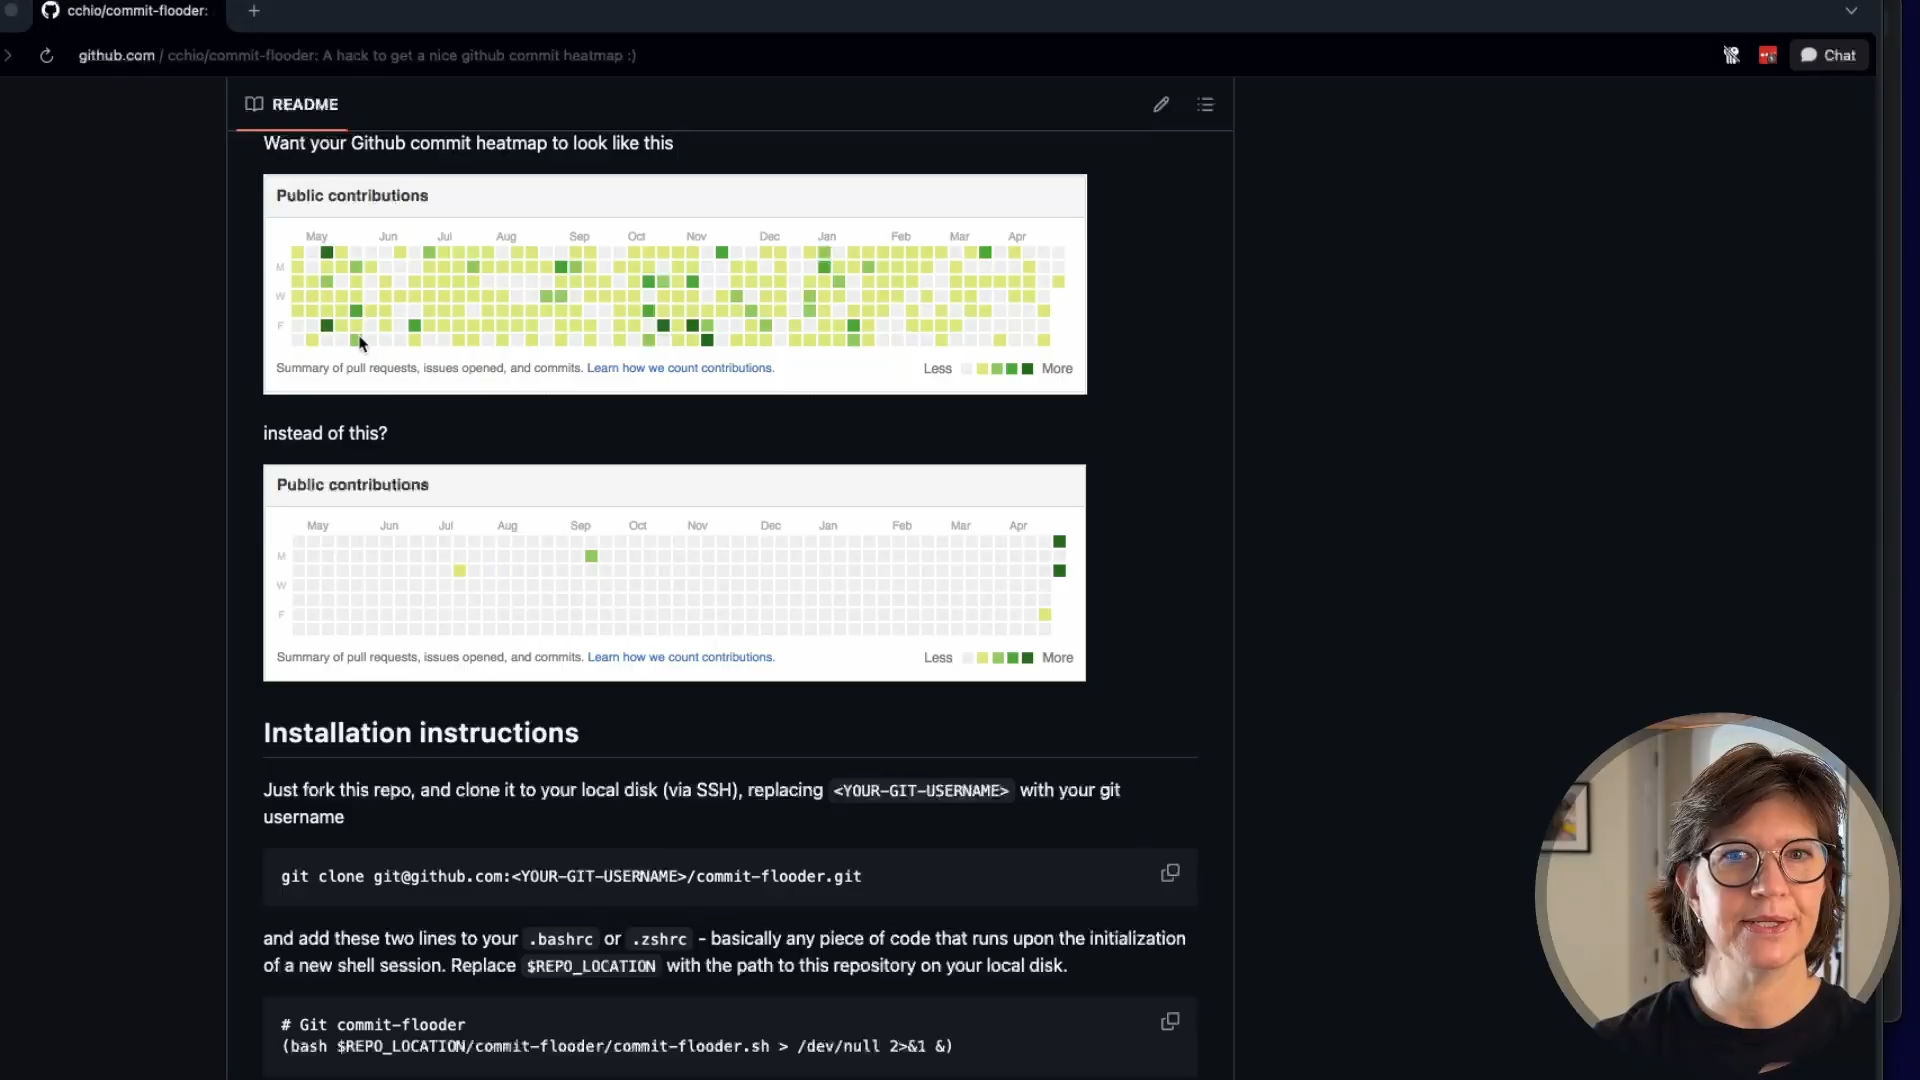 cchio/commit-flooder:
github.com / cchio/commit-flooder: A hack to get a nice github commit heatmap :)
Chat
README
Want your Github commit heatmap to look like this
Public contributions
May Jun Jul Aug Sep Oct Nov Dec Jan Feb Mar Apr
M
W
F
Summary of pull requests, issues opened, and commits. Learn how we count contributions.
Less More
instead of this?
Public contributions
May Jun Jul Aug Sep Oct Nov Dec Jan Feb Mar Apr
M
W
F
Summary of pull requests, issues opened, and commits. Learn how we count contributions.
Less More
Installation instructions
Just fork this repo, and clone it to your local disk (via SSH), replacing <YOUR-GIT-USERNAME> with your git
username
git clone git@github.com:<YOUR-GIT-USERNAME>/commit-flooder.git
and add these two lines to your .bashrc or .zshrc - basically any piece of code that runs upon the initialization
of a new shell session. Replace $REPO_LOCATION with the path to this repository on your local disk.
# Git commit-flooder
(bash $REPO_LOCATION/commit-flooder/commit-flooder.sh > /dev/null 2>&1 &)